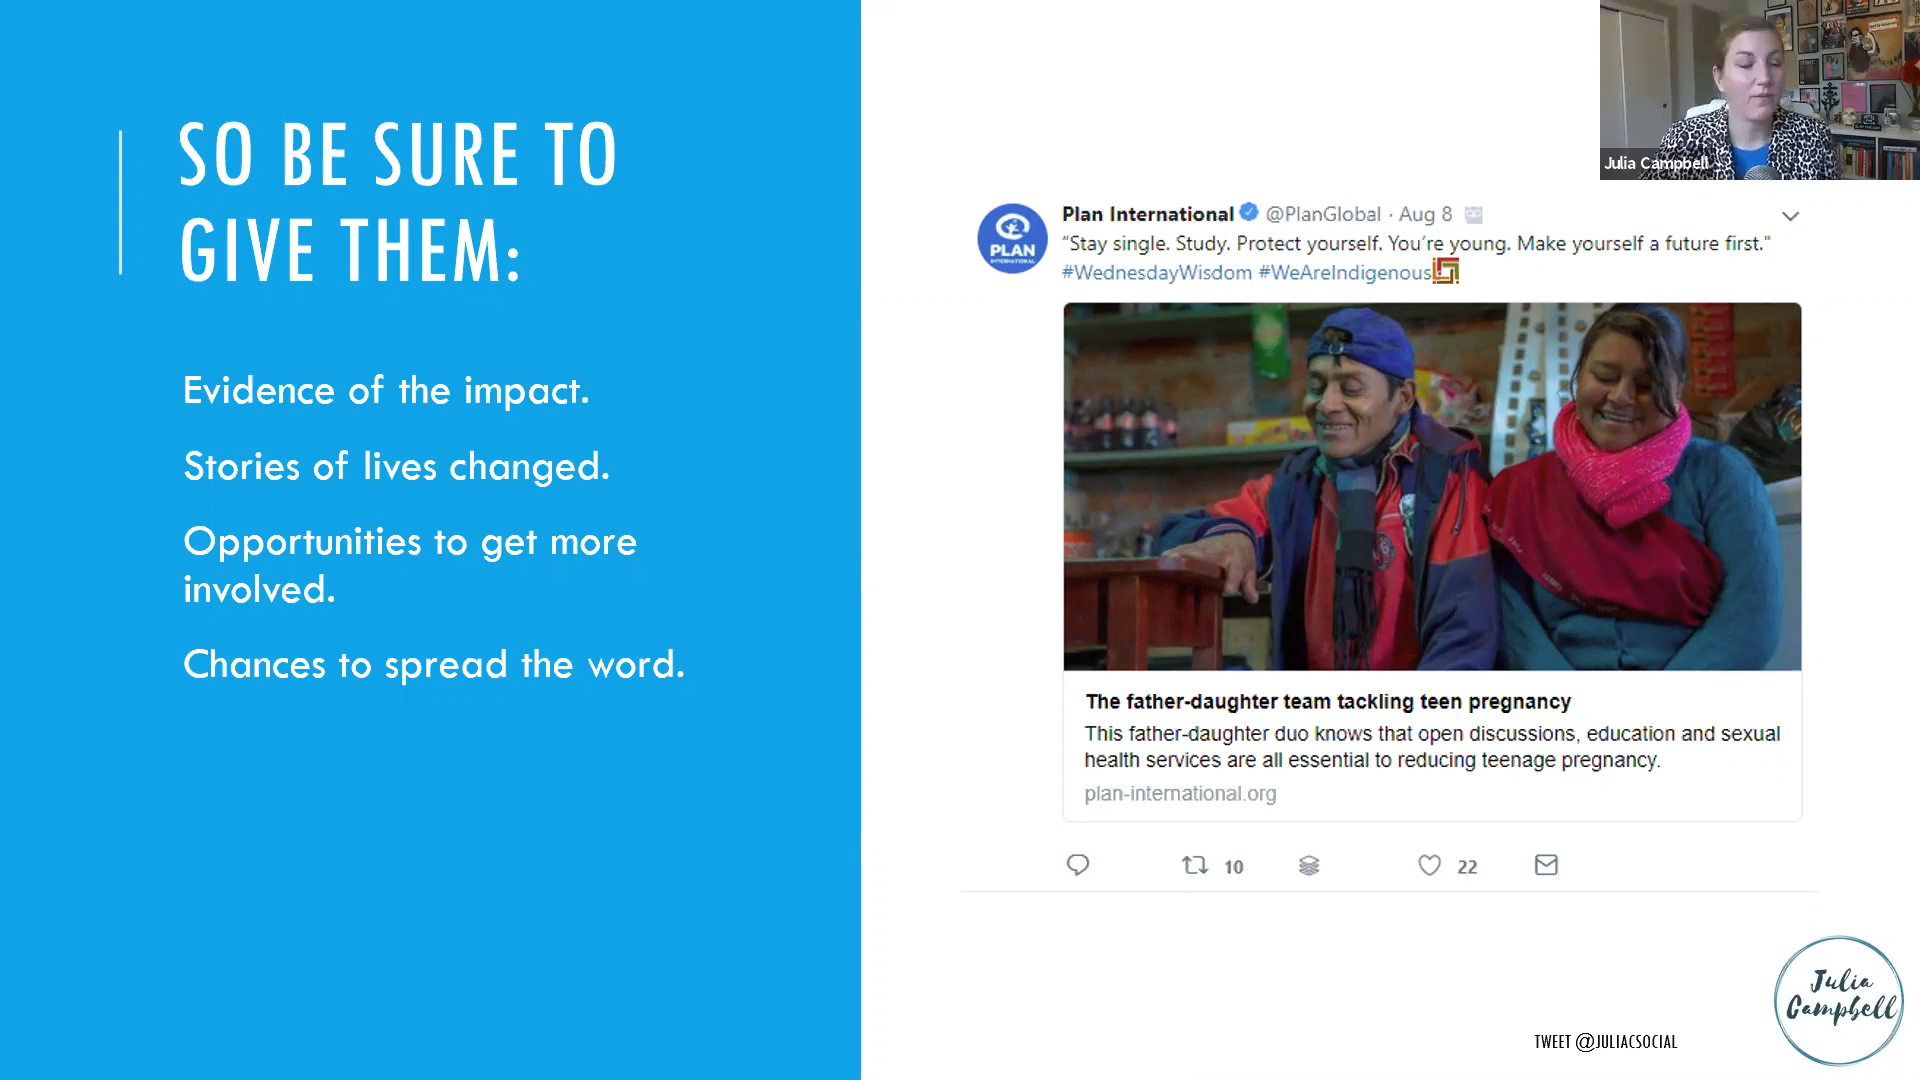 SO BE SURE TO
GIVE THEM:
Evidence of the impact.
Stories of lives changed.
Opportunities to get more
involved.
Chances to spread the word.
Julia Campbell
PLAN
INTERNATIONAL
Plan International @PlanGlobal · Aug 8
“Stay single. Study. Protect yourself. You’re young. Make yourself a future first."
#WednesdayWisdom #WeAreIndigenous
The father-daughter team tackling teen pregnancy
This father-daughter duo knows that open discussions, education and sexual
health services are all essential to reducing teenage pregnancy.
plan-international.org
10
22
Julia
Campbell
TWEET @JULIACSOCIAL